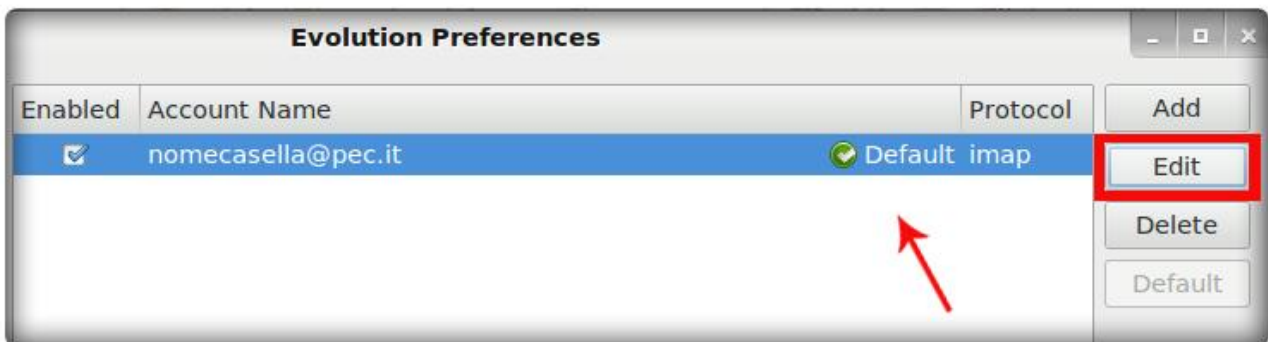 Evolution Preferences
Enabled Account Name Protocol Add
nomecasella@pec.it Default imap Edit
Delete
Default